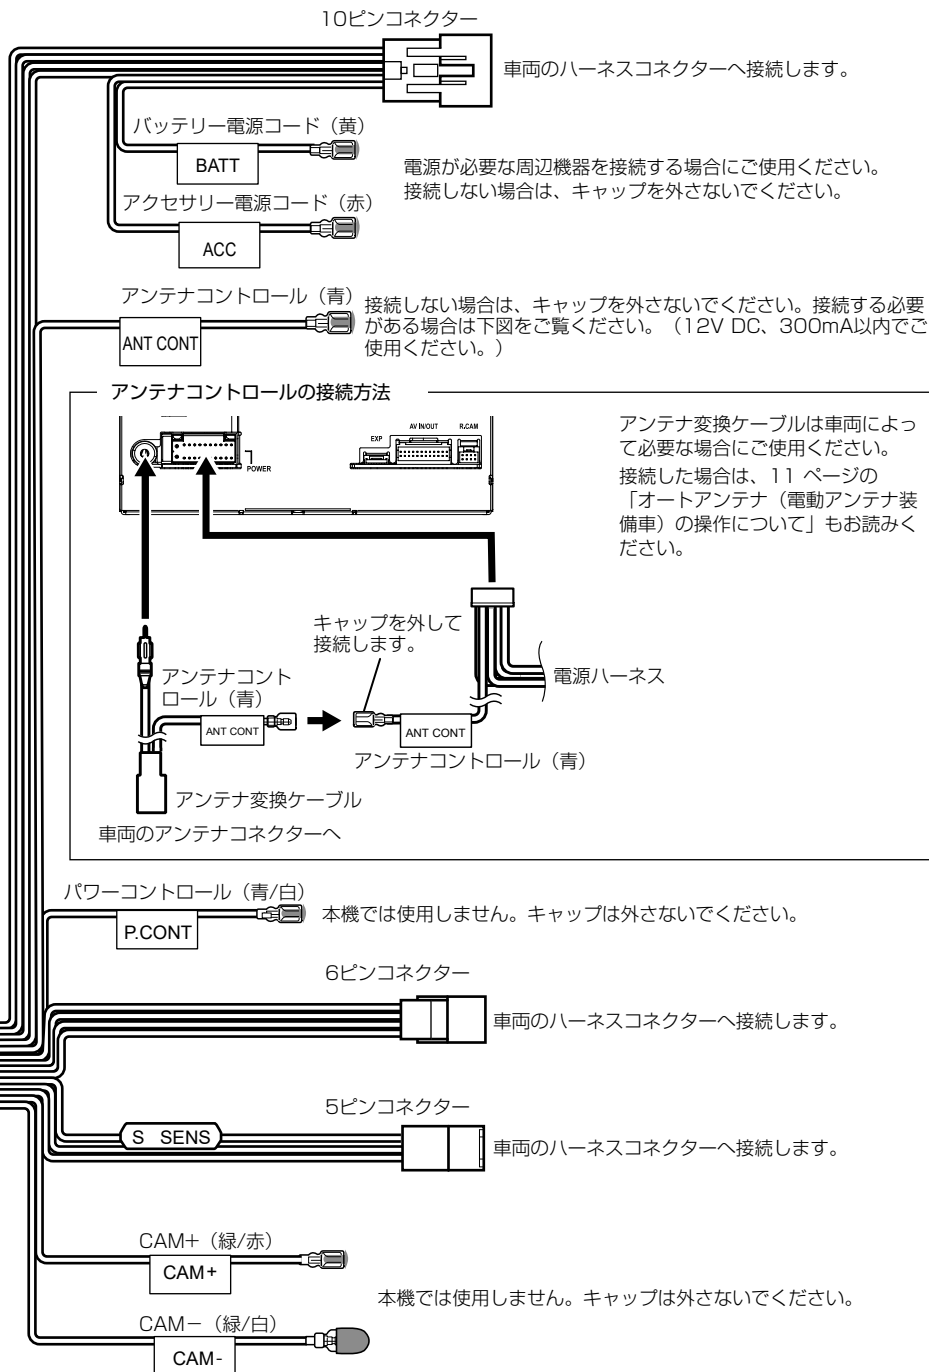 10ピンコネクター
車両のハーネスコネクターへ接続します。
バッテリー電源コード（黄）
BATT
電源が必要な周辺機器を接続する場合にご使用ください。
接続しない場合は、キャップを外さないでください。
アクセサリー電源コード（赤）
ACC
アンテナコントロール（青）
ANT CONT
接続しない場合は、キャップを外さないでください。接続する必要
がある場合は下図をご覧ください。（12V DC、300mA以内でご
使用ください。）
アンテナコントロールの接続方法
POWER
EXP
AV IN/OUT
R.CAM
アンテナ変換ケーブルは車両によっ
て必要な場合にご使用ください。
接続した場合は、11 ページの
「オートアンテナ（電動アンテナ装
備車）の操作について」もお読みく
ださい。
キャップを外して
接続します。
電源ハーネス
アンテナコント
ロール（青）
ANT CONT
ANT CONT
アンテナコントロール（青）
アンテナ変換ケーブル
車両のアンテナコネクターへ
パワーコントロール（青/白）
P.CONT
本機では使用しません。キャップは外さないでください。
6ピンコネクター
車両のハーネスコネクターへ接続します。
5ピンコネクター
S SENS
車両のハーネスコネクターへ接続します。
CAM+（緑/赤）
CAM+
本機では使用しません。キャップは外さないでください。
CAM−（緑/白）
CAM-